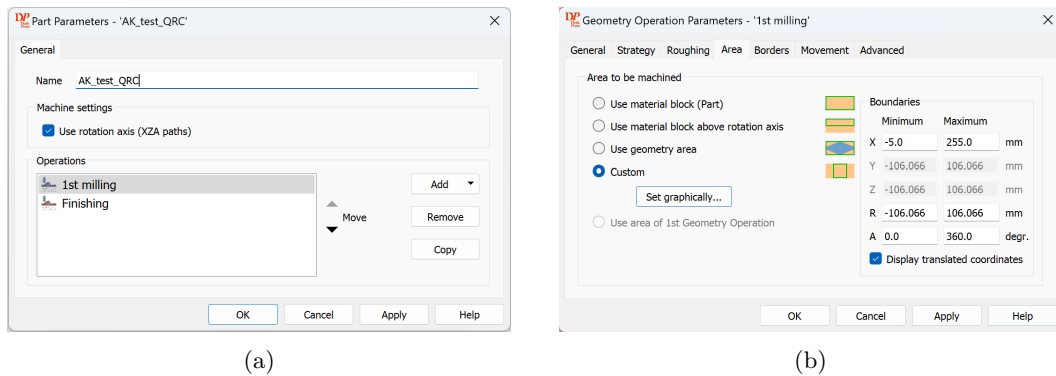 DP Part Parameters - 'AK_test_QRC'
General
Name AK_test_QRC
Machine settings
Use rotation axis (XZA paths)
Operations
1st milling
Finishing
Add
Move
Remove
Copy
OK Cancel Apply Help
(a)
DP Geometry Operation Parameters - '1st milling'
General Strategy Roughing Area Borders Movement Advanced
Area to be machined
Use material block (Part)
Use material block above rotation axis
Use geometry area
Custom
Set graphically...
Use area of 1st Geometry Operation
Boundaries
Minimum Maximum
X -5.0 255.0 mm
Y -106.066 106.066 mm
Z -106.066 106.066 mm
R -106.066 106.066 mm
A 0.0 360.0 degr.
Display translated coordinates
OK Cancel Apply Help
(b)